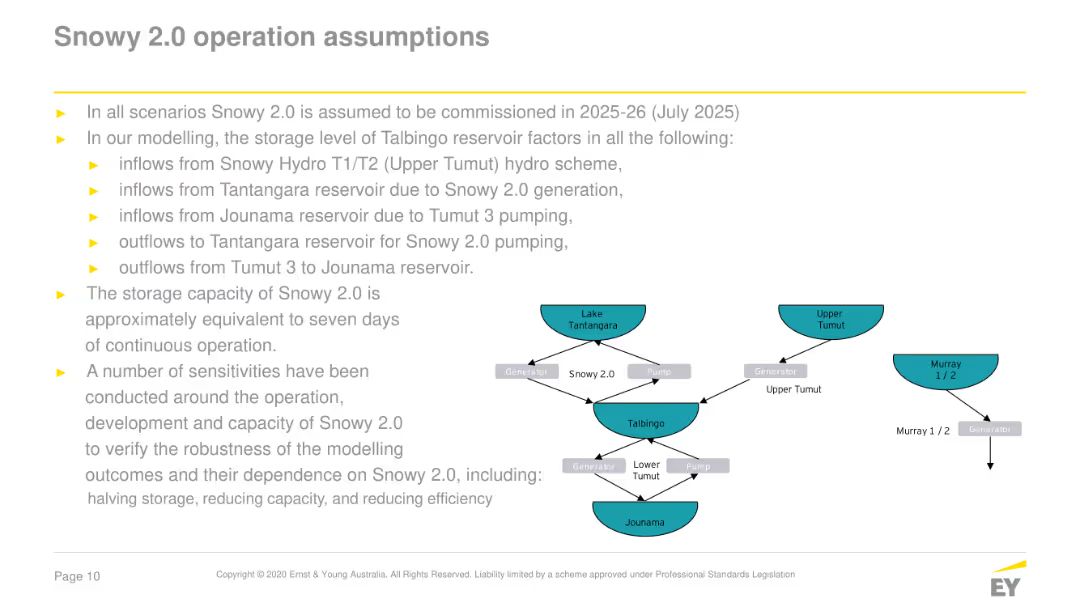 Snowy 2.0 operation assumptions
► In all scenarios Snowy 2.0 is assumed to be commissioned in 2025-26 (July 2025)
► In our modelling, the storage level of Talbingo reservoir factors in all the following:
► inflows from Snowy Hydro T1/T2 (Upper Tumut) hydro scheme,
► inflows from Tantangara reservoir due to Snowy 2.0 generation,
► inflows from Jounama reservoir due to Tumut 3 pumping,
► outflows to Tantangara reservoir for Snowy 2.0 pumping,
► outflows from Tumut 3 to Jounama reservoir.
► The storage capacity of Snowy 2.0 is
approximately equivalent to seven days
of continuous operation.
► A number of sensitivities have been
conducted around the operation,
development and capacity of Snowy 2.0
to verify the robustness of the modelling
outcomes and their dependence on Snowy 2.0, including:
halving storage, reducing capacity, and reducing efficiency
Lake
Tantangara
Upper
Tumut
Generator
Snowy 2.0
Pump
Generator
Upper Tumut
Murray
1 / 2
Talbingo
Murray 1 / 2
Generator
Generator
Lower
Tumut
Pump
Jounama
Page 10
Copyright © 2020 Ernst & Young Australia. All Rights Reserved. Liability limited by a scheme approved under Professional Standards Legislation
EY